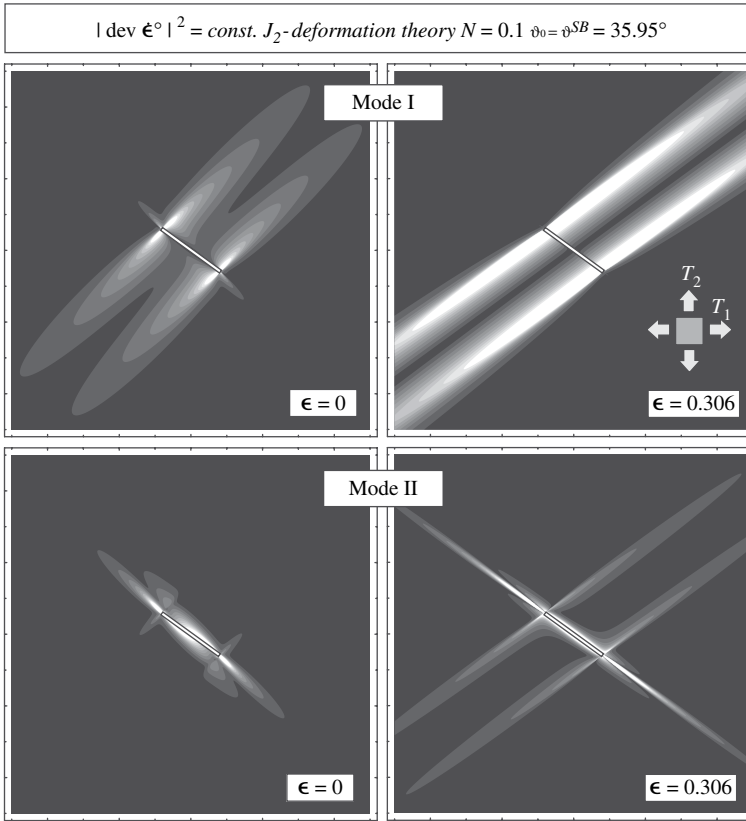 | dev ϵ̇° | ² = const. J₂-deformation theory N = 0.1 ϑ₀ = ϑ^SB = 35.95°
Mode I
T₂
T₁
ϵ = 0
ϵ = 0.306
Mode II
ϵ = 0
ϵ = 0.306